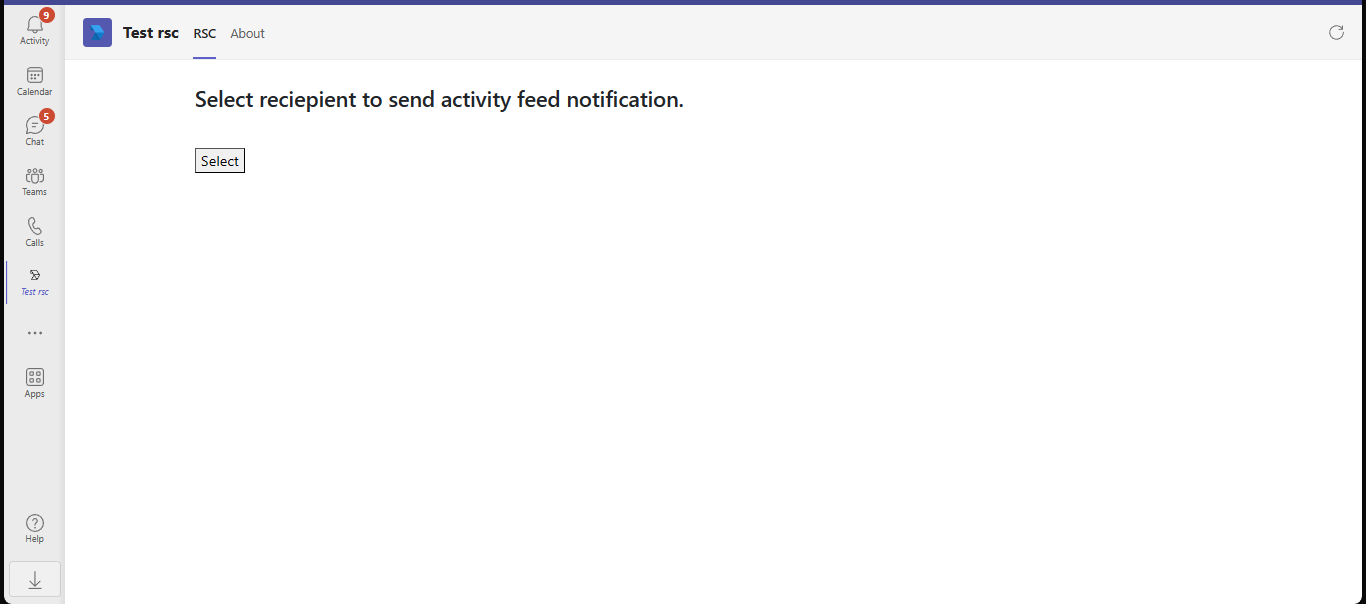 9
Activity
Calendar
5
Chat
Teams
Calls
Test rsc
Apps
Help
Test rsc RSC About
Select reciepient to send activity feed notification.
Select